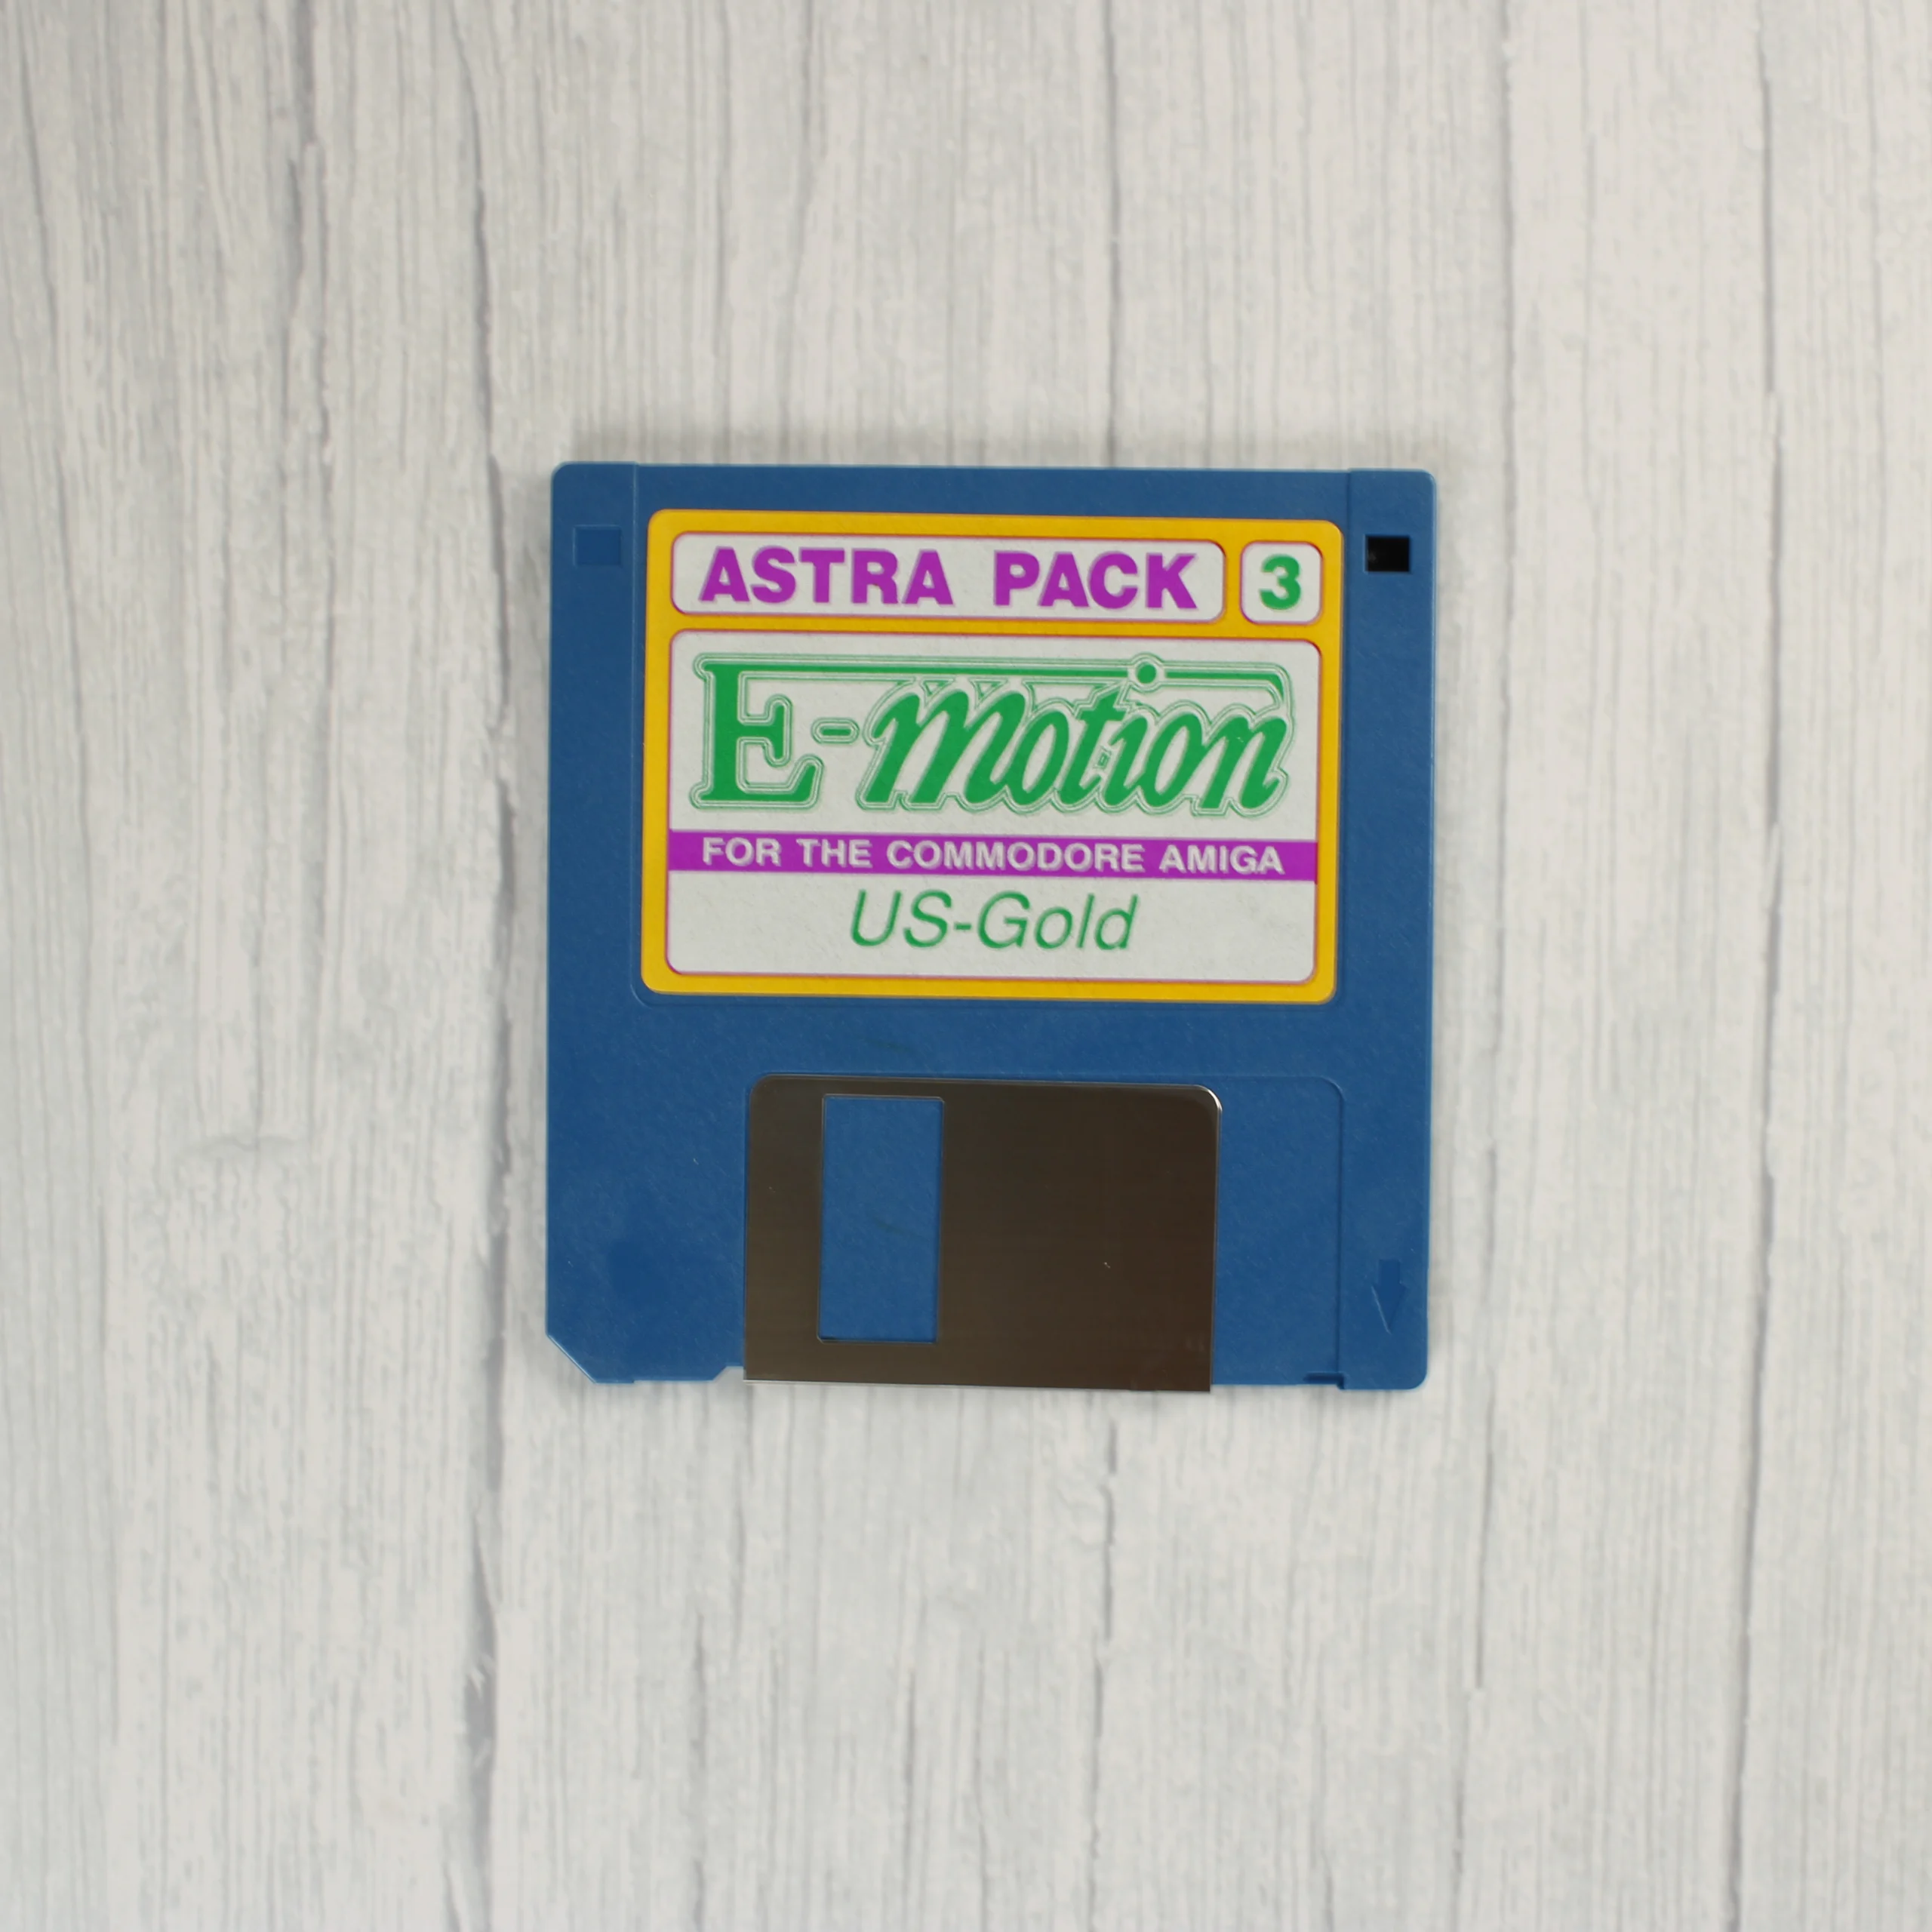 ASTRA PACK 3
E-motion
FOR THE COMMODORE AMIGA
US-Gold